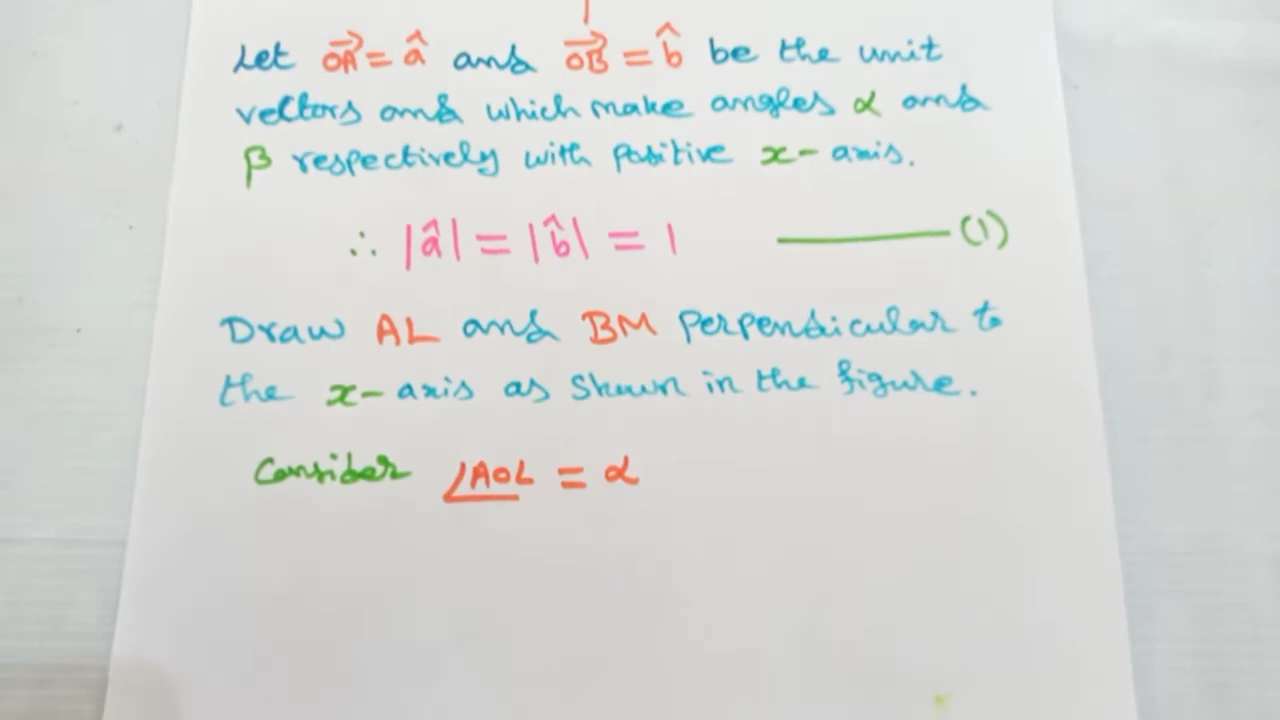 Let →OA = â and →OB = b̂ be the unit
vectors and which make angles α and
β respectively with positive x- axis.
∴ |â| = |b̂| = 1 ——— (1)
Draw AL and BM perpendicular to
the x- axis as shown in the figure.
Consider ∠AOL = α